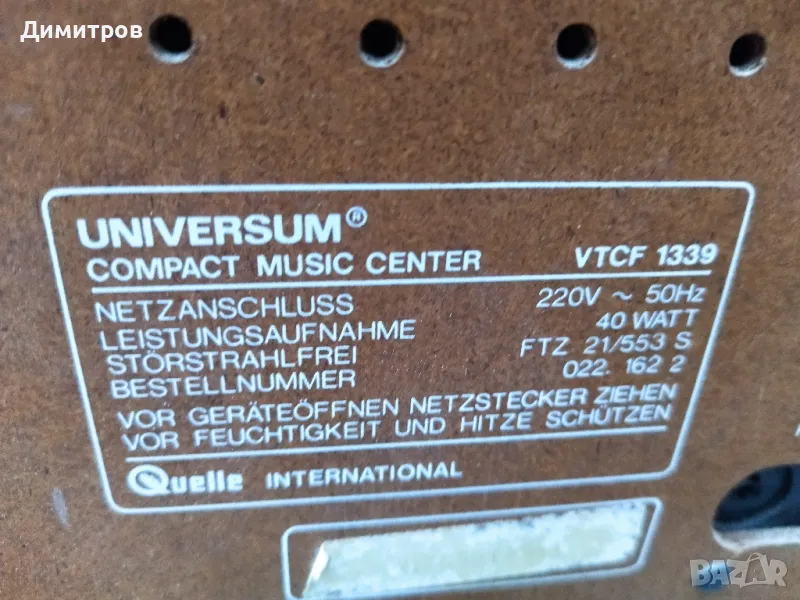 Димитров
UNIVERSUM®
COMPACT MUSIC CENTER VTCF 1339
NETZANSCHLUSS 220V ~ 50Hz
LEISTUNGSAUFNAHME 40 WATT
STÖRSTRAHLFREI FTZ 21/553 S
BESTELLNUMMER 022. 162 2
VOR GERÄTEÖFFNEN NETZSTECKER ZIEHEN
VOR FEUCHTIGKEIT UND HITZE SCHÜTZEN
Quelle INTERNATIONAL
BAZAR